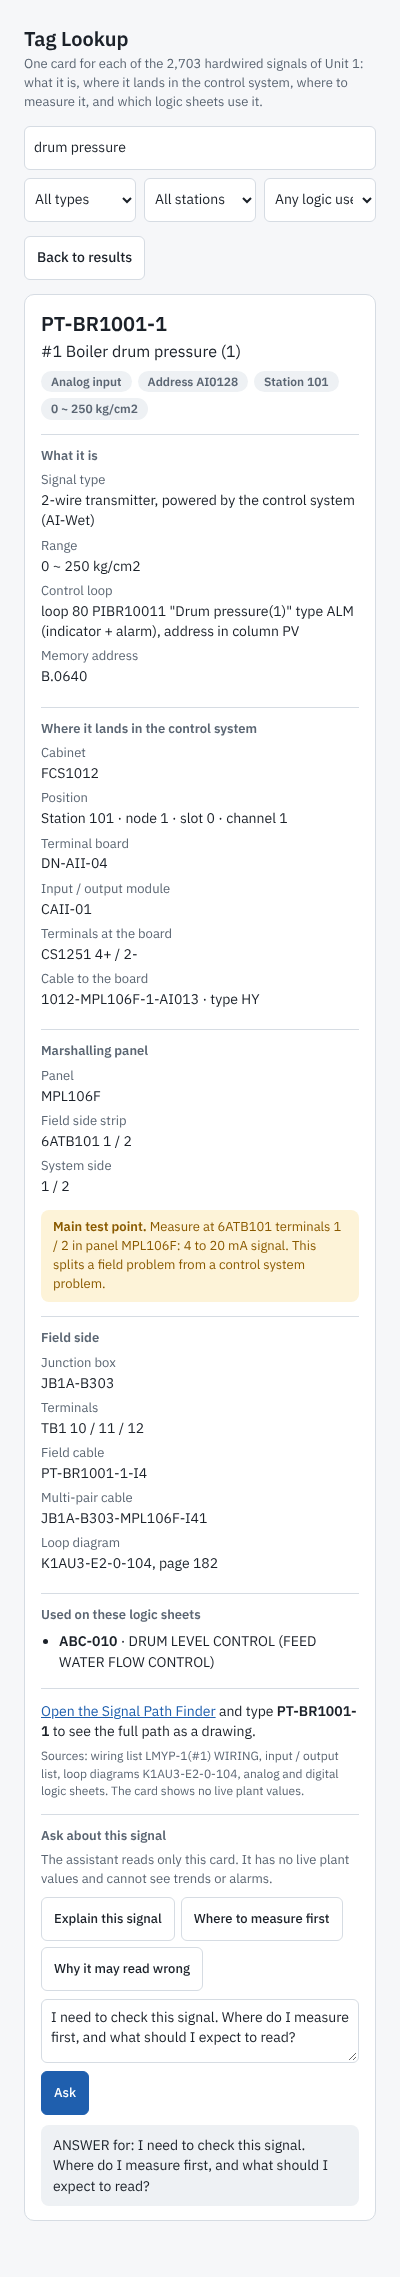 Tag Lookup
One card for each of the 2,703 hardwired signals of Unit 1:
what it is, where it lands in the control system, where to
measure it, and which logic sheets use it.
drum pressure
All types
All stations
Any logic use
Back to results
PT-BR1001-1
#1 Boiler drum pressure (1)
Analog input
Address AI0128
Station 101
0 ~ 250 kg/cm2
What it is
Signal type
2-wire transmitter, powered by the control system
(AI-Wet)
Range
0 ~ 250 kg/cm2
Control loop
loop 80 PIBR10011 "Drum pressure(1)" type ALM
(indicator + alarm), address in column PV
Memory address
B.0640
Where it lands in the control system
Cabinet
FCS1012
Position
Station 101 · node 1 · slot 0 · channel 1
Terminal board
DN-AII-04
Input / output module
CAII-01
Terminals at the board
CS1251 4+ / 2-
Cable to the board
1012-MPL106F-1-AI013 · type HY
Marshalling panel
Panel
MPL106F
Field side strip
6ATB101 1 / 2
System side
1 / 2
Main test point. Measure at 6ATB101 terminals 1
/ 2 in panel MPL106F: 4 to 20 mA signal. This
splits a field problem from a control system
problem.
Field side
Junction box
JB1A-B303
Terminals
TB1 10 / 11 / 12
Field cable
PT-BR1001-1-I4
Multi-pair cable
JB1A-B303-MPL106F-I41
Loop diagram
K1AU3-E2-0-104, page 182
Used on these logic sheets
• ABC-010 · DRUM LEVEL CONTROL (FEED
WATER FLOW CONTROL)
Open the Signal Path Finder and type PT-BR1001-
1 to see the full path as a drawing.
Sources: wiring list LMYP-1(#1) WIRING, input / output
list, loop diagrams K1AU3-E2-0-104, analog and digital
logic sheets. The card shows no live plant values.
Ask about this signal
The assistant reads only this card. It has no live plant
values and cannot see trends or alarms.
Explain this signal
Where to measure first
Why it may read wrong
I need to check this signal. Where do I measure
first, and what should I expect to read?
Ask
ANSWER for: I need to check this signal.
Where do I measure first, and what should I
expect to read?